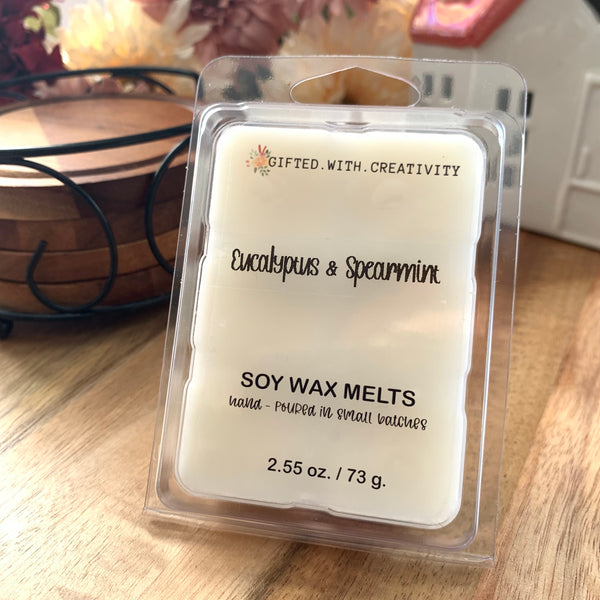 GIFTED.WITH.CREATIVITY
Eucalyptus & Spearmint
SOY WAX MELTS
hand - poured in small batches
2.55 oz. / 73 g.